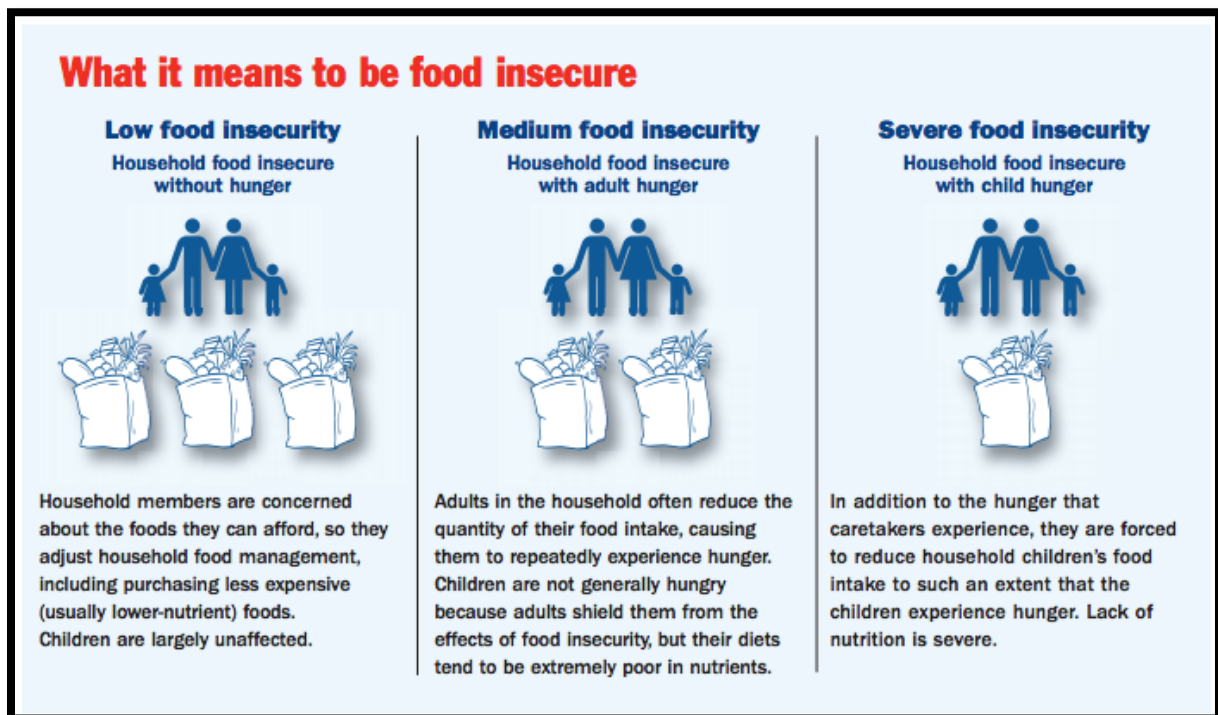 What it means to be food insecure
Low food insecurity
Household food insecure
without hunger
Household members are concerned
about the foods they can afford, so they
adjust household food management,
including purchasing less expensive
(usually lower-nutrient) foods.
Children are largely unaffected.
Medium food insecurity
Household food insecure
with adult hunger
Adults in the household often reduce the
quantity of their food intake, causing
them to repeatedly experience hunger.
Children are not generally hungry
because adults shield them from the
effects of food insecurity, but their diets
tend to be extremely poor in nutrients.
Severe food insecurity
Household food insecure
with child hunger
In addition to the hunger that
caretakers experience, they are forced
to reduce household children's food
intake to such an extent that the
children experience hunger. Lack of
nutrition is severe.